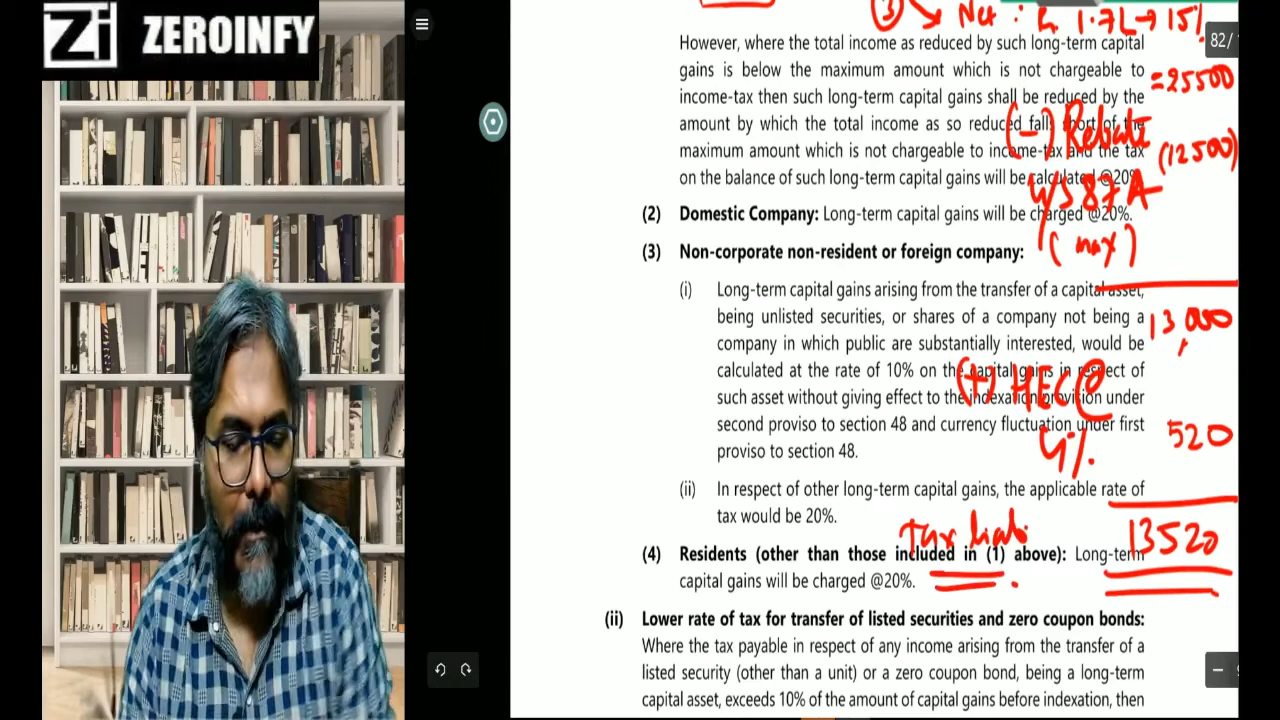 Zi ZEROINFY
③ → Net : h 1.7L → 15%
82/
However, where the total income as reduced by such long-term capital
gains is below the maximum amount which is not chargeable to
= 25500
income-tax then such long-term capital gains shall be reduced by the
amount by which the total income as so reduced falls short of the
(-) Rebate
(12500)
maximum amount which is not chargeable to income-tax and the tax
on the balance of such long-term capital gains will be calculated @20%
u/s 87A
(2) Domestic Company: Long-term capital gains will be charged @20%.
(max)
(3) Non-corporate non-resident or foreign company:
(i) Long-term capital gains arising from the transfer of a capital asset,
being unlisted securities, or shares of a company not being a
13,000
company in which public are substantially interested, would be
calculated at the rate of 10% on the capital gains in respect of
(+) HEC @
such asset without giving effect to the indexation provision under
second proviso to section 48 and currency fluctuation under first
4%.
520
proviso to section 48.
(ii) In respect of other long-term capital gains, the applicable rate of
tax would be 20%.
Tax liab.
13520
(4) Residents (other than those included in (1) above): Long-term
capital gains will be charged @20%.
(ii) Lower rate of tax for transfer of listed securities and zero coupon bonds:
Where the tax payable in respect of any income arising from the transfer of a
listed security (other than a unit) or a zero coupon bond, being a long-term
capital asset, exceeds 10% of the amount of capital gains before indexation, then